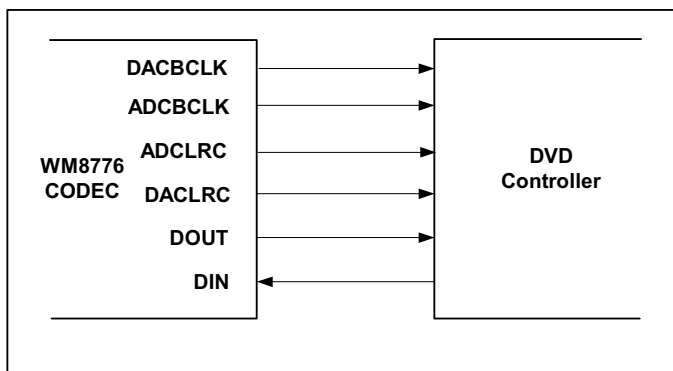 DACBCLK
ADCBCLK
ADCLRC
WM8776
CODEC
DACLRC
DOUT
DIN
DVD
Controller